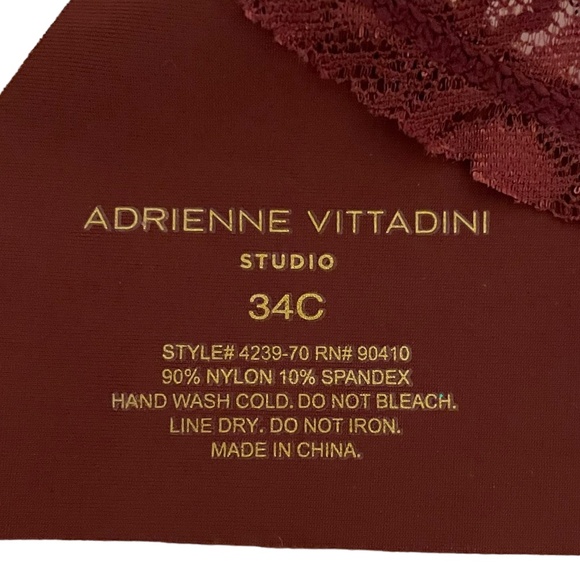 ADRIENNE VITTADINI
STUDIO
34C
STYLE# 4239-70 RN# 90410
90% NYLON 10% SPANDEX
HAND WASH COLD. DO NOT BLEACH.
LINE DRY. DO NOT IRON.
MADE IN CHINA.